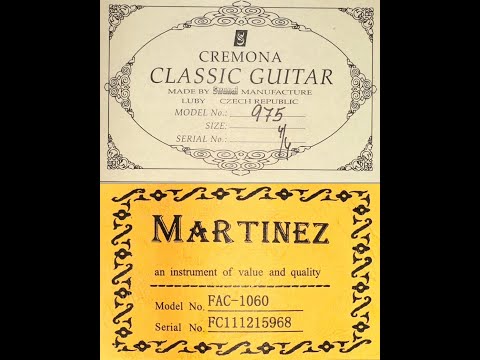 CREMONA
CLASSIC GUITAR
MADE BY MANUFACTURE
LUBY CZECH REPUBLIC
MODEL No.: 975
SIZE: 4/4
SERIAL No.:
MARTINEZ
an instrument of value and quality
Model No. FAC-1060
Serial No. FC111215968